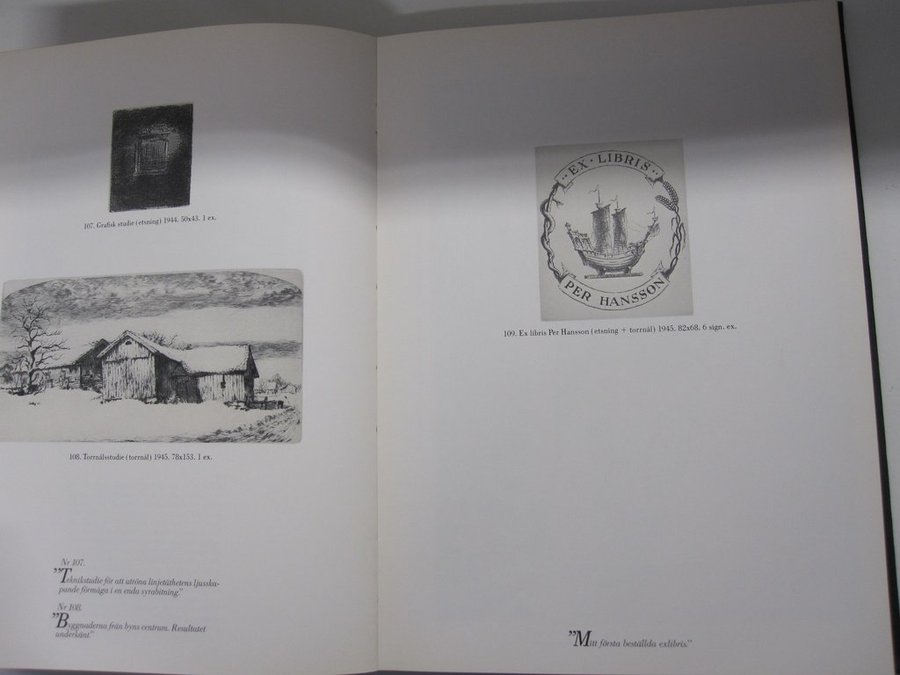 107. Grafisk studie (etsning) 1944. 50x43. 1 ex.
108. Torrnålsstudie (torrnål) 1945. 78x153. 1 ex.
Nr 107.
"Teknikstudie för att utröna linjetäthetens ljusska-
pande förmåga i en enda syrabitning."
Nr 108.
"Byggnaderna från byns centrum. Resultatet
underkänt."
EX·LIBRIS
PER HANSSON
109. Ex libris Per Hansson (etsning + torrnål) 1945. 82x68. 6 sign. ex.
"Mitt första beställda exlibris."